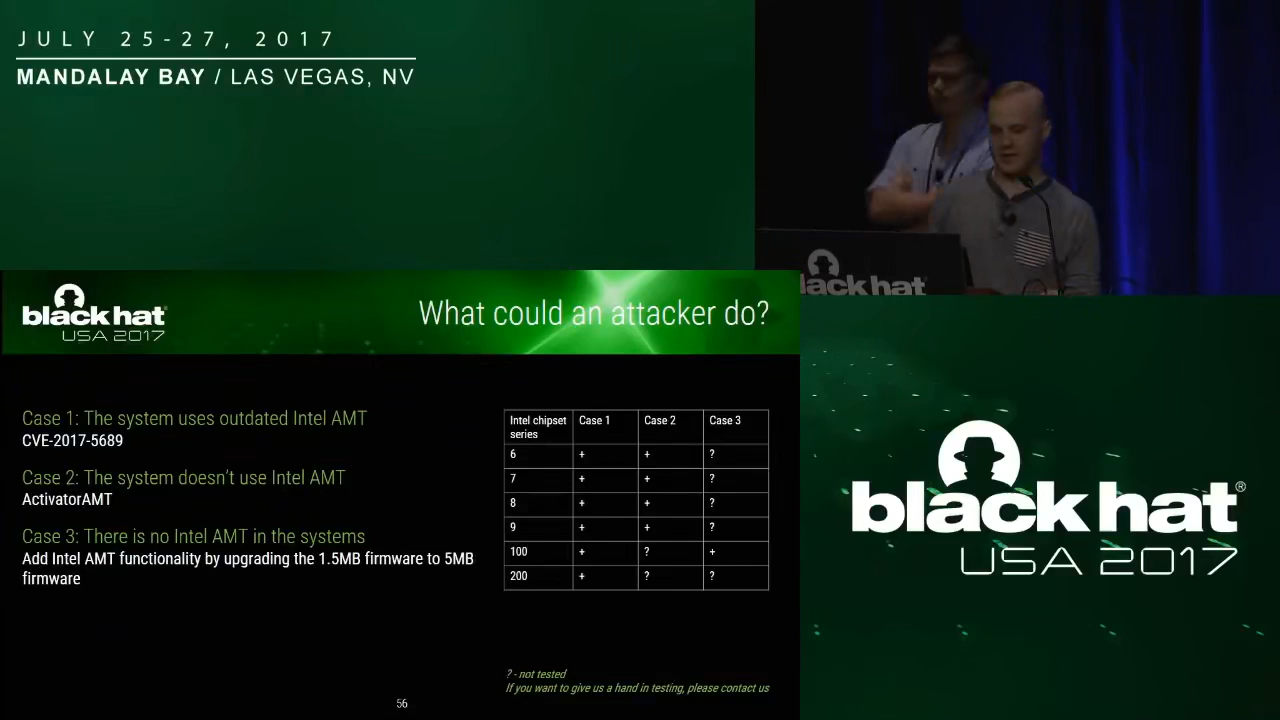 JULY 25-27, 2017
MANDALAY BAY / LAS VEGAS, NV
black hat
black hat®
USA 2017
What could an attacker do?
Case 1: The system uses outdated Intel AMT
CVE-2017-5689
Case 2: The system doesn't use Intel AMT
ActivatorAMT
Case 3: There is no Intel AMT in the systems
Add Intel AMT functionality by upgrading the 1.5MB firmware to 5MB
firmware
Intel chipset series Case 1 Case 2 Case 3
6 + + ?
7 + + ?
8 + + ?
9 + + ?
100 + ? +
200 + ? ?
? - not tested
If you want to give us a hand in testing, please contact us
56
black hat®
USA 2017